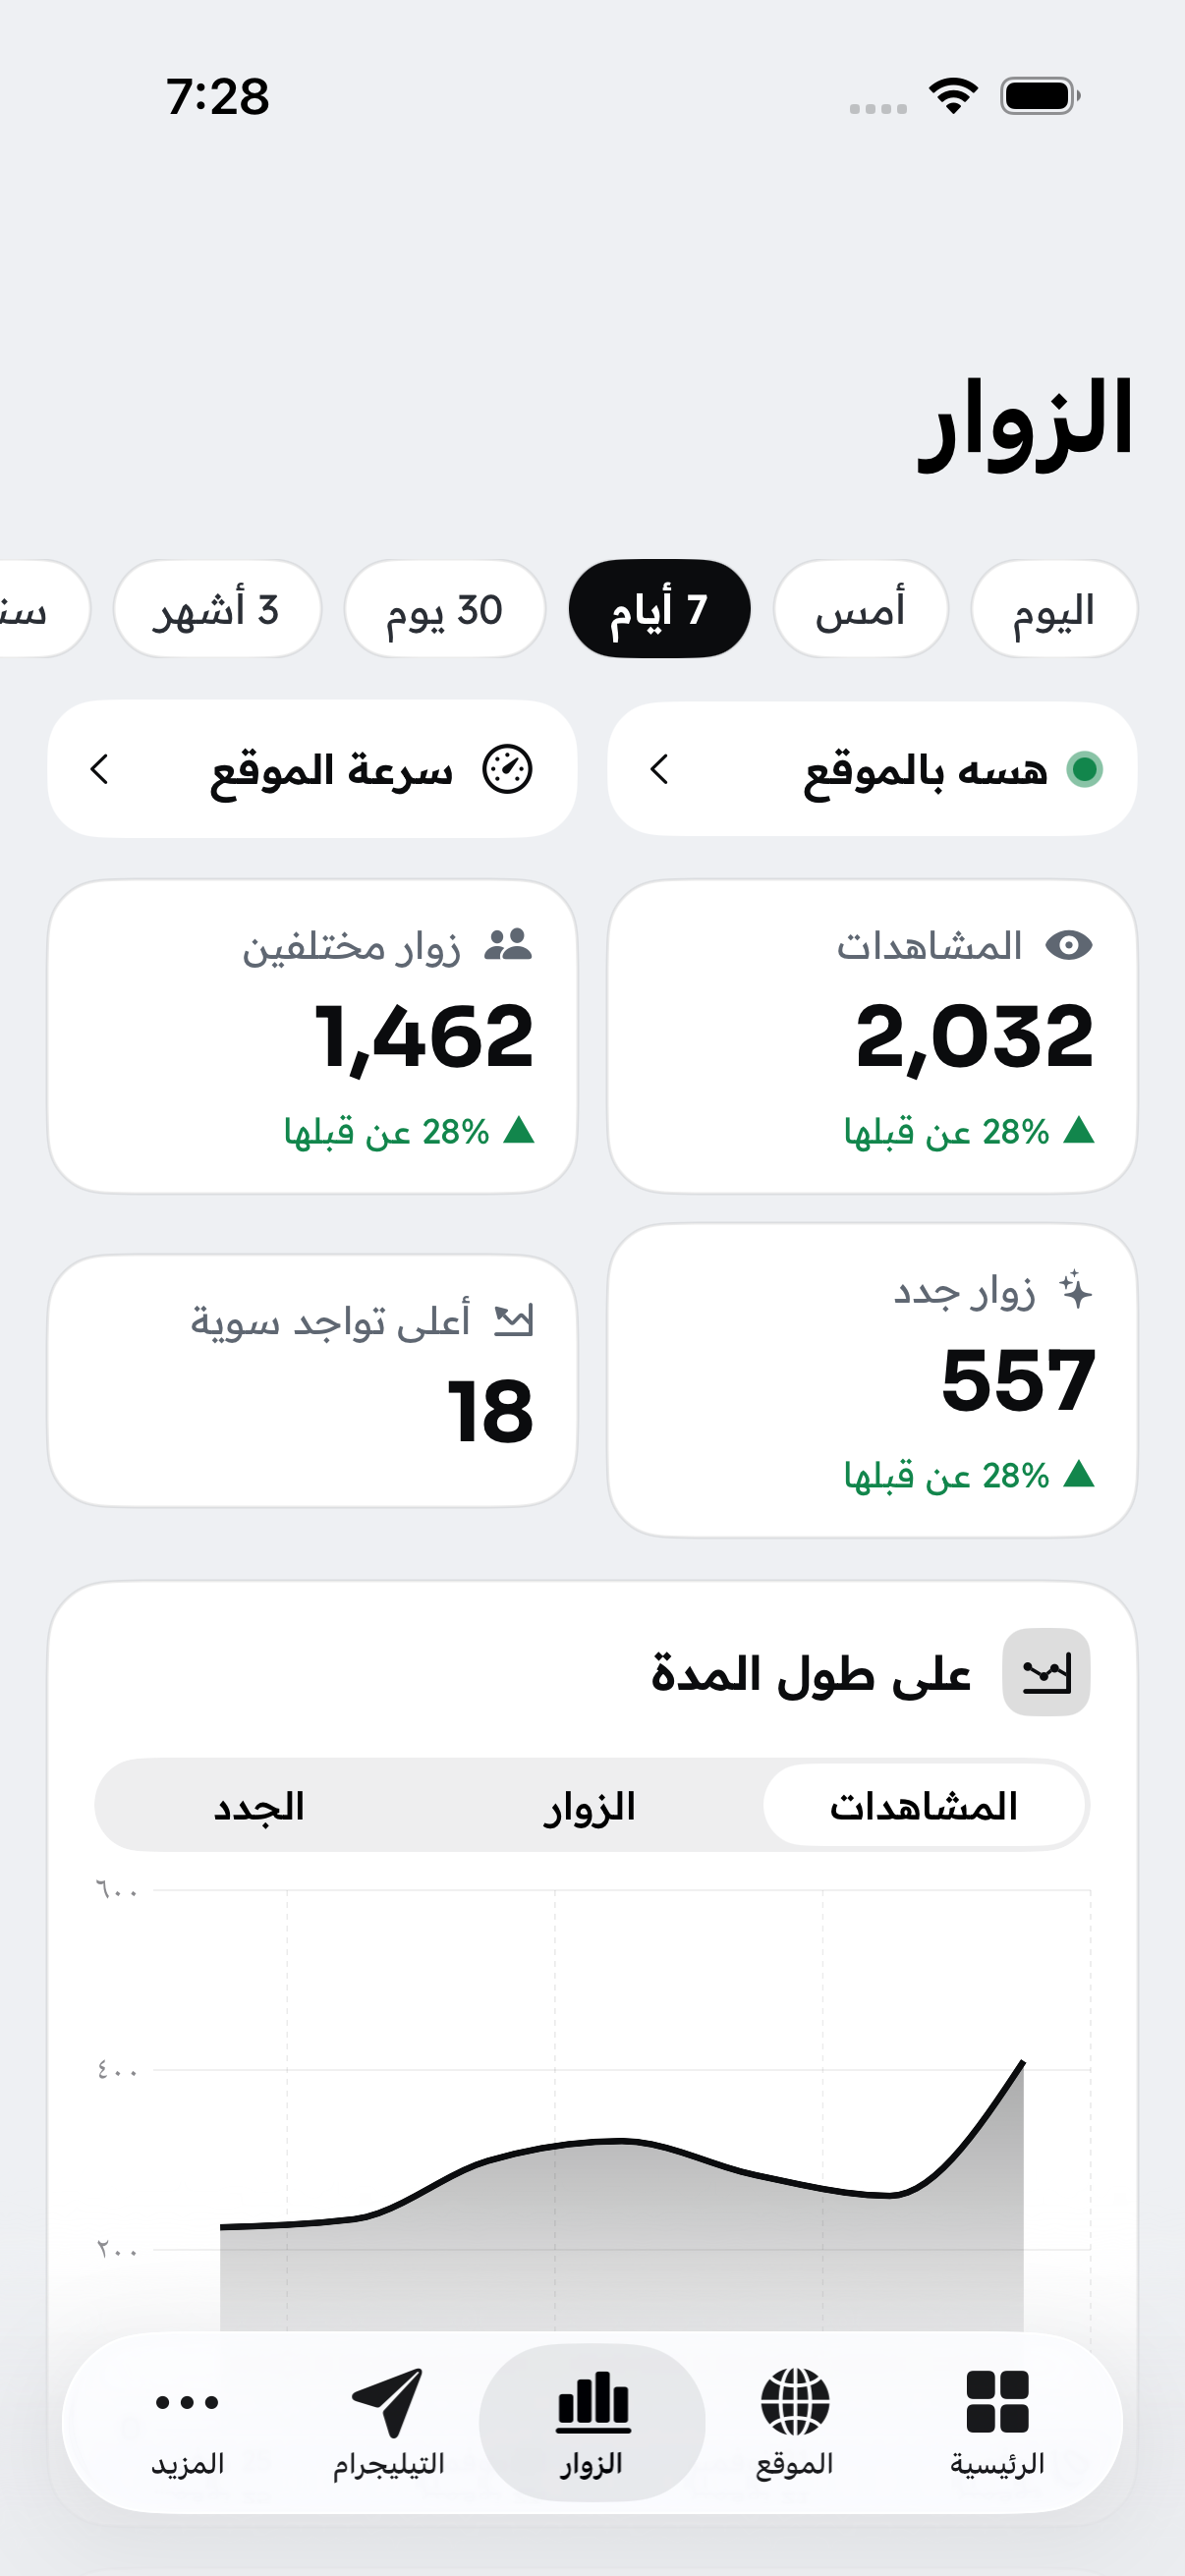 7:28
الزوار
اليوم
أمس
7 أيام
30 يوم
3 أشهر
هسه بالموقع
سرعة الموقع
المشاهدات
2,032
28% عن قبلها
زوار مختلفين
1,462
28% عن قبلها
زوار جدد
557
28% عن قبلها
أعلى تواجد سوية
18
على طول المدة
المشاهدات
الزوار
الجدد
٦٠٠
٤٠٠
٢٠٠
الرئيسية
الموقع
الزوار
التيليجرام
المزيد